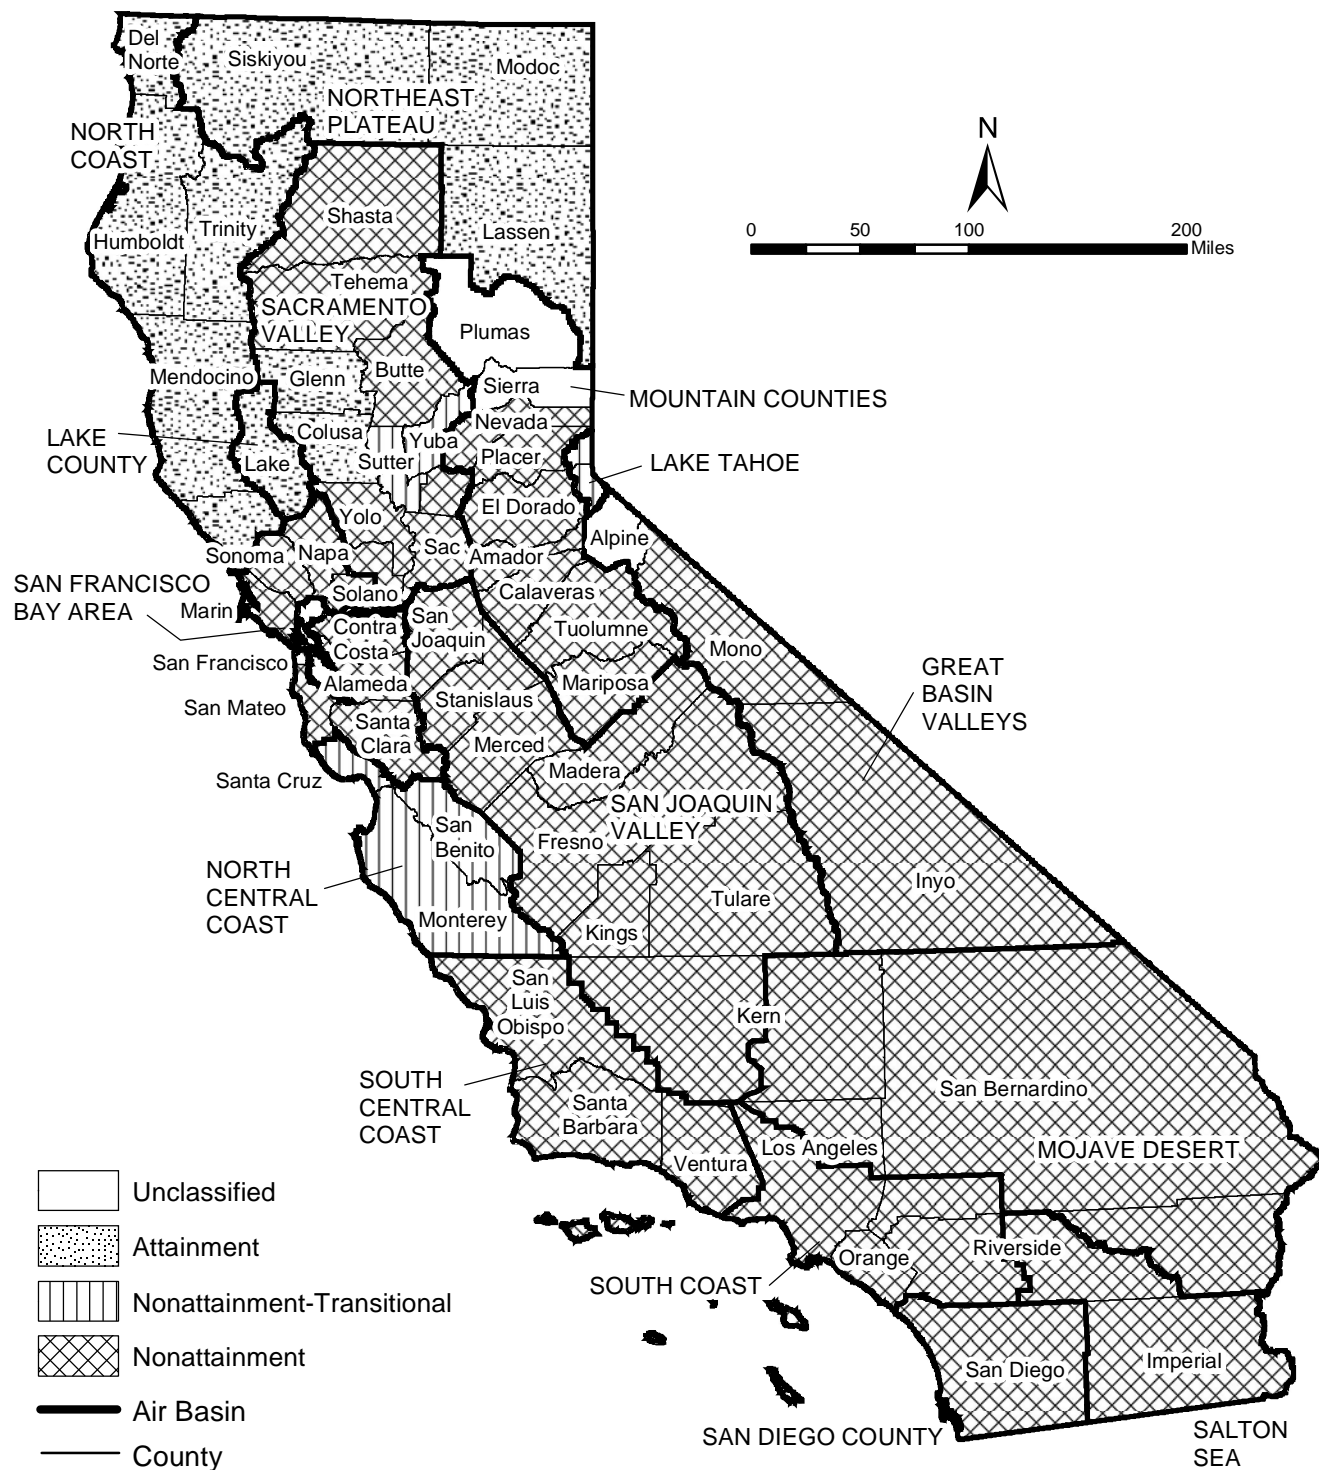 Del
Norte
Siskiyou
Modoc
NORTHEAST
PLATEAU
NORTH
COAST
N
Shasta
Trinity
Humboldt
Lassen
0 50 100 200
Miles
Tehema
SACRAMENTO
VALLEY
Plumas
Butte
Mendocino
Glenn
Sierra
MOUNTAIN COUNTIES
Nevada
Colusa
Yuba
LAKE
COUNTY
Lake
Sutter
Placer
LAKE TAHOE
El Dorado
Yolo
Alpine
Sonoma
Napa
Sac
Amador
SAN FRANCISCO
BAY AREA
Solano
Calaveras
Marin
Contra
Costa
San
Joaquin
Tuolumne
Mono
San Francisco
Alameda
Mariposa
GREAT
BASIN
VALLEYS
San Mateo
Stanislaus
Santa
Clara
Merced
Santa Cruz
Madera
SAN JOAQUIN
VALLEY
San
Benito
Fresno
NORTH
CENTRAL
COAST
Inyo
Tulare
Monterey
Kings
San
Luis
Obispo
Kern
SOUTH
CENTRAL
COAST
Santa
Barbara
San Bernardino
Los Angeles
MOJAVE DESERT
Ventura
Unclassified
Attainment
Orange
Riverside
SOUTH COAST
Nonattainment-Transitional
Nonattainment
San Diego
Imperial
Air Basin
SAN DIEGO COUNTY
SALTON
SEA
County